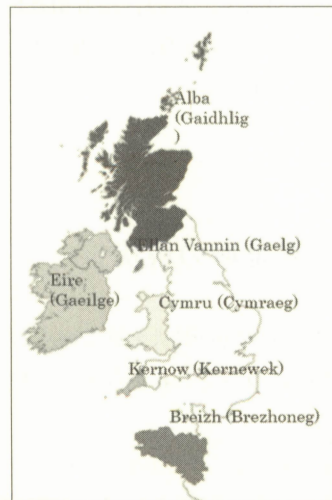 Alba
(Gaidhlig
)
Ellan Vannin (Gaelg)
Eire
(Gaeilge)
Cymru (Cymraeg)
Kernow (Kernewek)
Breizh (Brezhoneg)